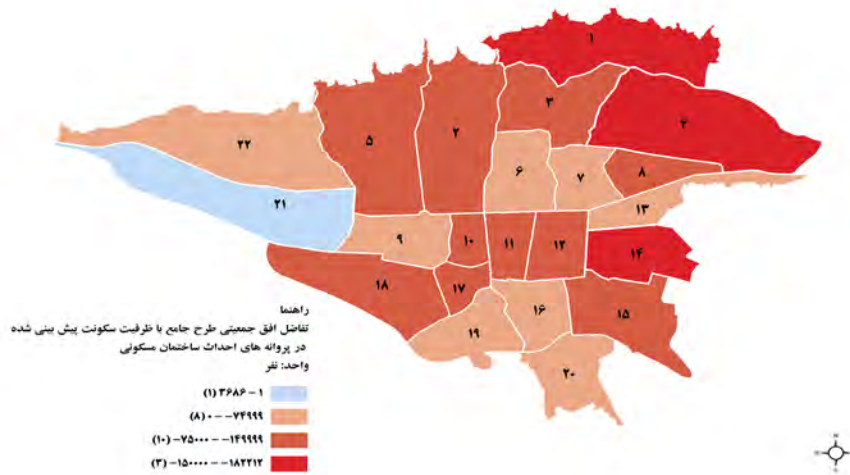 ۱
۳
۴
۲
۵
۲۲
۶
۷
۸
۲۱
۱۳
۹
۱۰
۱۱
۱۲
۱۴
۱۸
۱۷
۱۶
۱۵
۱۹
۲۰
راهنما
تفاضل افق جمعیتی طرح جامع با ظرفیت سکونت پیش بینی شده
در پروانه های احداث ساختمان مسکونی
واحد: نفر
۱ - ۳۶۸۶ (۱)
-۷۴۹۹۹ - ۰ (۸)
-۱۴۹۹۹۹ - -۷۵۰۰۰ (۱۰)
-۱۸۲۲۱۲ - -۱۵۰۰۰۰ (۳)